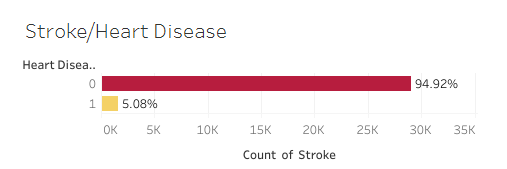 Stroke/Heart Disease
Heart Disea..
0 94.92%
1 5.08%
0K 5K 10K 15K 20K 25K 30K 35K
Count of Stroke